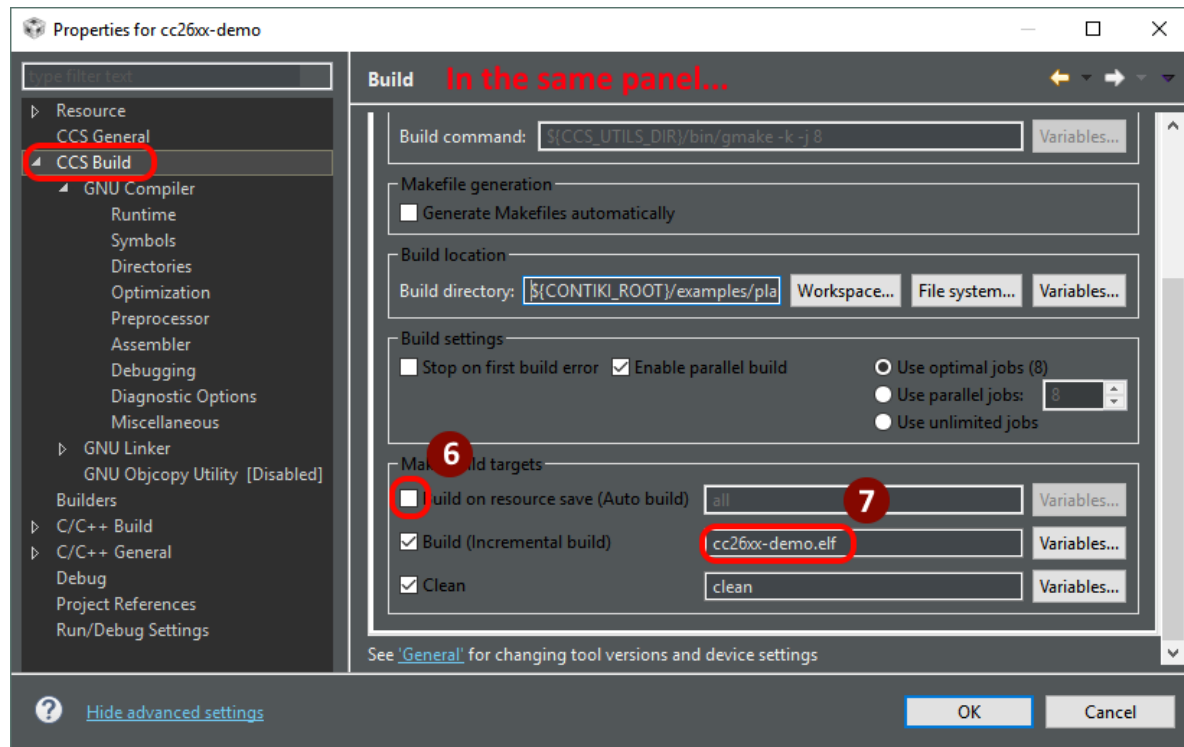 Properties for cc26xx-demo
type filter text
Resource
CCS General
CCS Build
GNU Compiler
Runtime
Symbols
Directories
Optimization
Preprocessor
Assembler
Debugging
Diagnostic Options
Miscellaneous
GNU Linker
GNU Objcopy Utility [Disabled]
Builders
C/C++ Build
C/C++ General
Debug
Project References
Run/Debug Settings
Build In the same panel...
Build command: ${CCS_UTILS_DIR}/bin/gmake -k -j 8 Variables...
Makefile generation
Generate Makefiles automatically
Build location
Build directory: ${CONTIKI_ROOT}/examples/pla Workspace... File system... Variables...
Build settings
Stop on first build error Enable parallel build Use optimal jobs (8)
Use parallel jobs: 8
Use unlimited jobs
6
build targets
7
Build on resource save (Auto build) all Variables...
Build (Incremental build) cc26xx-demo.elf Variables...
Clean clean Variables...
See 'General' for changing tool versions and device settings
? Hide advanced settings OK Cancel